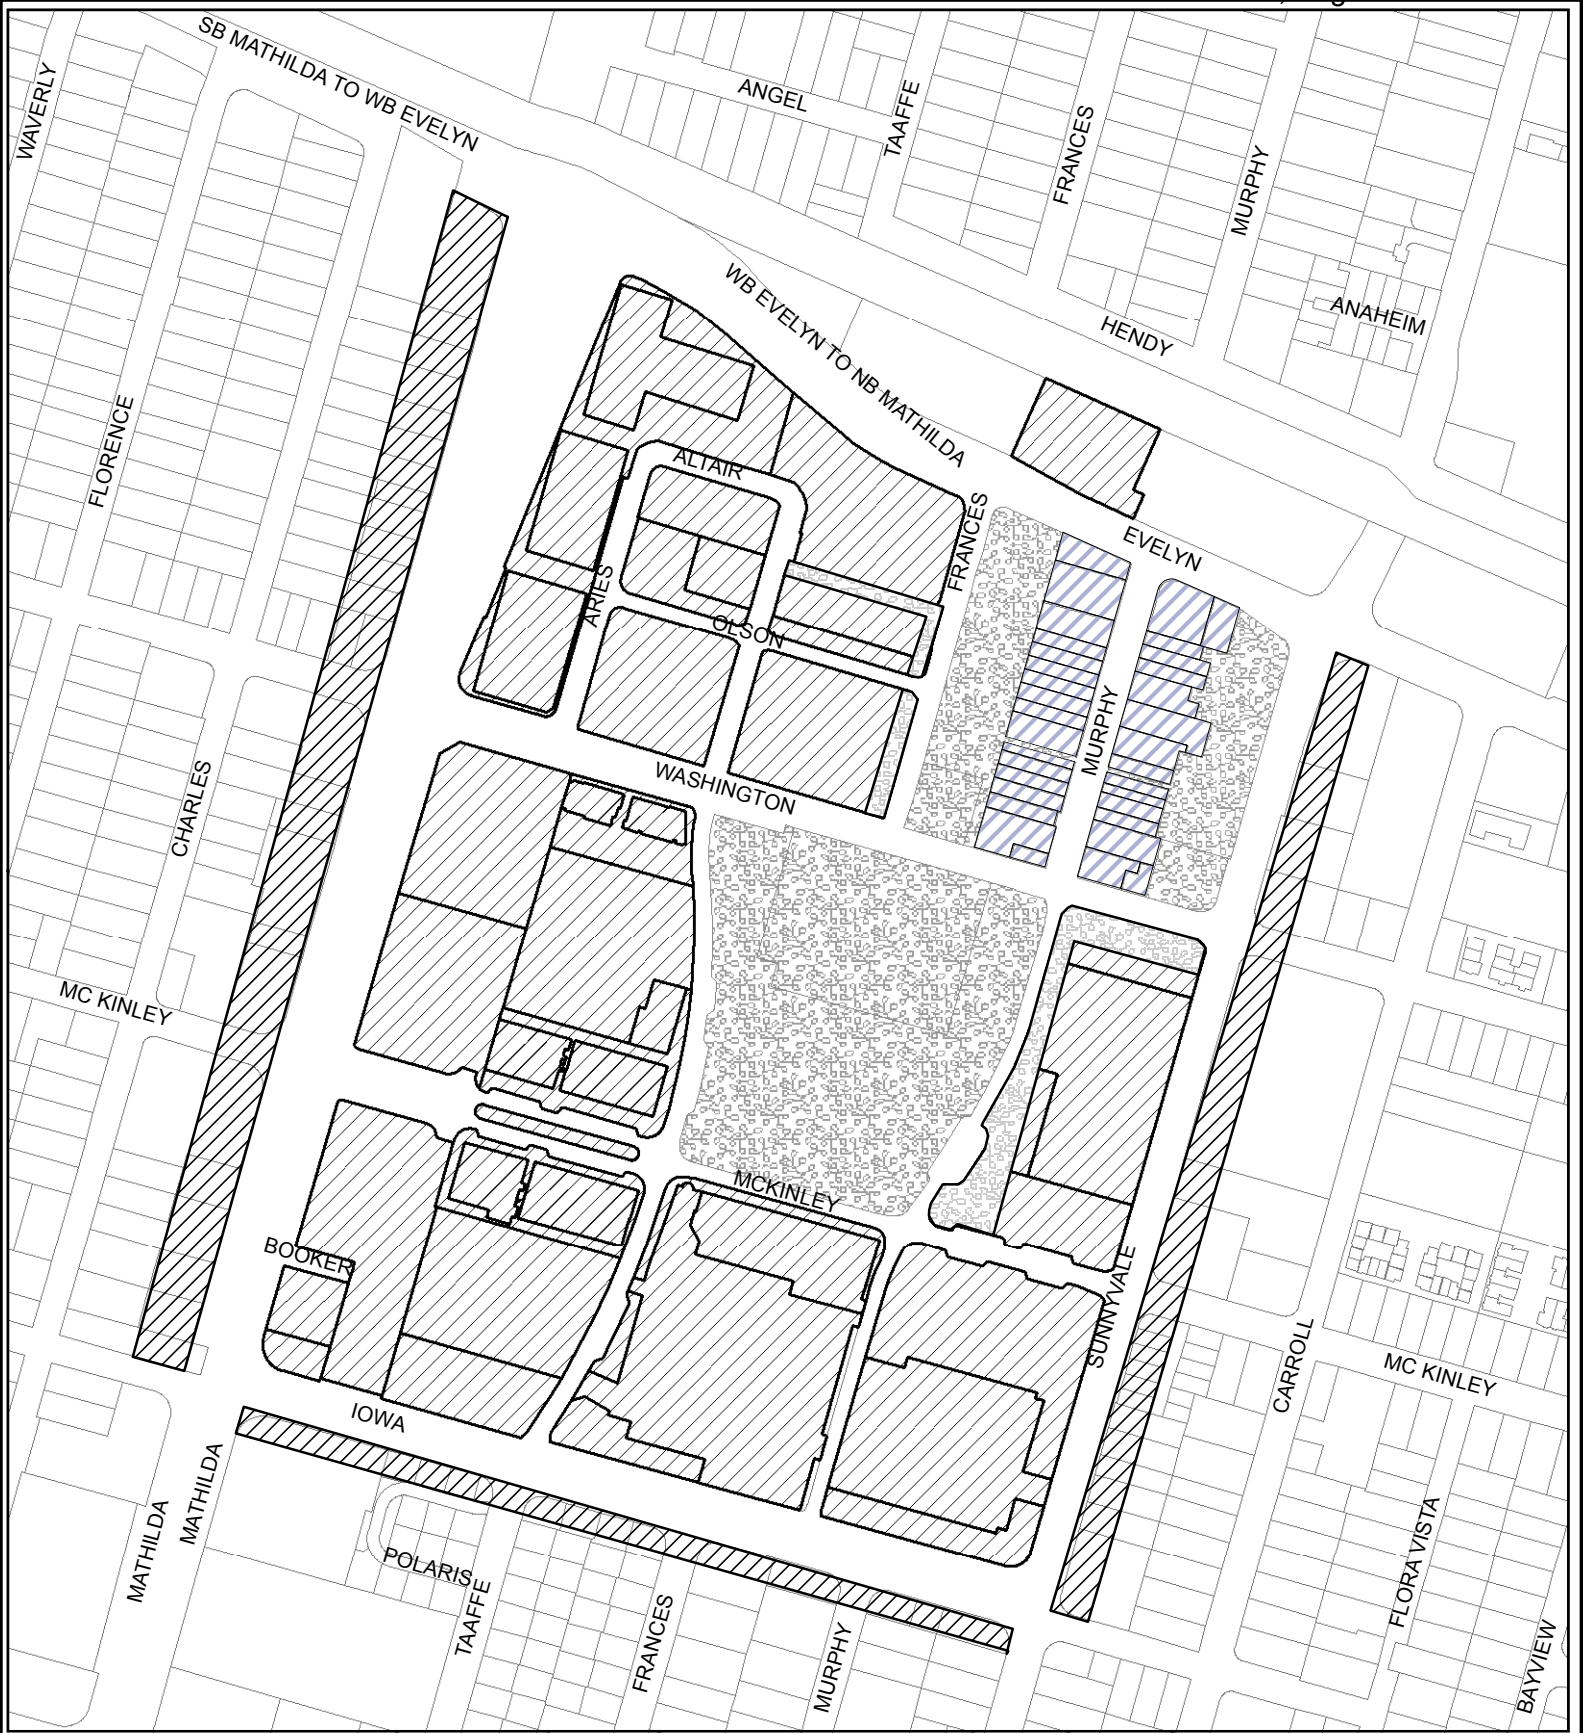 SB MATHILDA TO WB EVELYN
WAVERLY
ANGEL
TAAFFE
FRANCES
MURPHY
WB EVELYN TO NB MATHILDA
HENDY
ANAHEIM
FLORENCE
ALTAIR
FRANCES
EVELYN
ARIES
OLSON
MURPHY
WASHINGTON
CHARLES
MC KINLEY
MCKINLEY
BOOKER
SUNNYVALE
CARROLL
MC KINLEY
IOWA
MATHILDA
MATHILDA
POLARIS
TAAFFE
FRANCES
MURPHY
FLORA VISTA
BAYVIEW